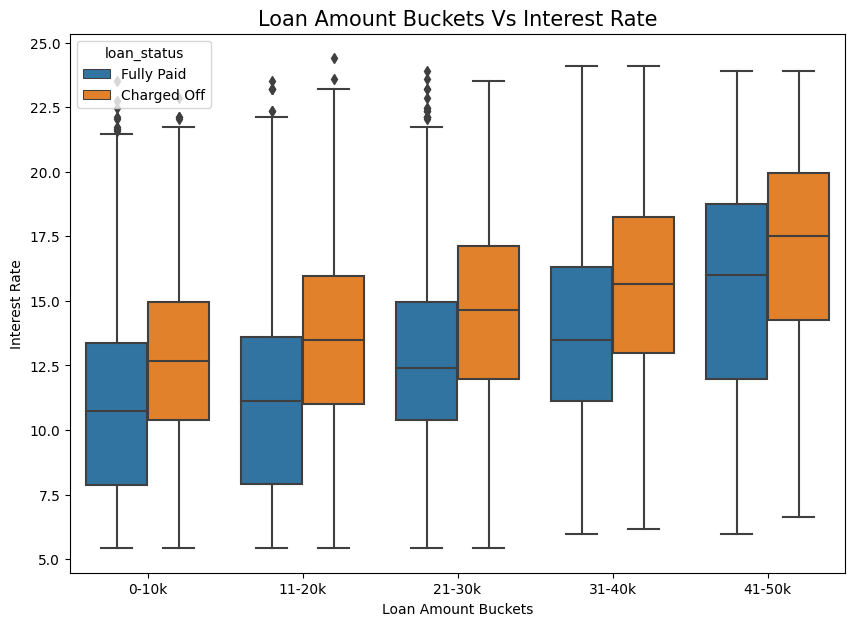 Loan Amount Buckets Vs Interest Rate
loan_status
Fully Paid
Charged Off
Interest Rate
25.0
22.5
20.0
17.5
15.0
12.5
10.0
7.5
5.0
0-10k 11-20k 21-30k 31-40k 41-50k
Loan Amount Buckets